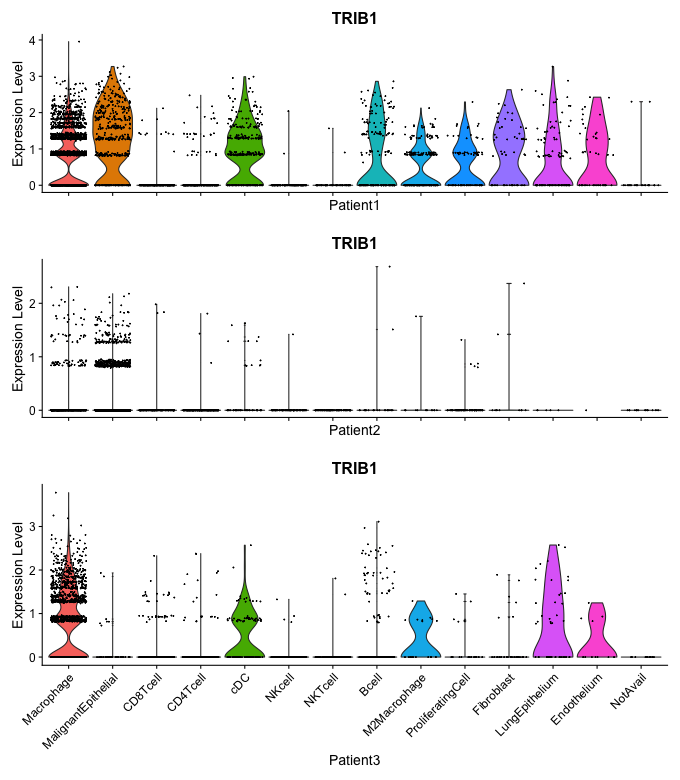 TRIB1
Expression Level
4
3
2
1
0
Patient1
TRIB1
Expression Level
2
1
0
Patient2
TRIB1
Expression Level
3
2
1
0
Macrophage
MalignantEpithelial
CD8Tcell
CD4Tcell
cDC
NKcell
NKTcell
Bcell
M2Macrophage
ProliferatingCell
Fibroblast
LungEpithelium
Endothelium
NotAvail
Patient3